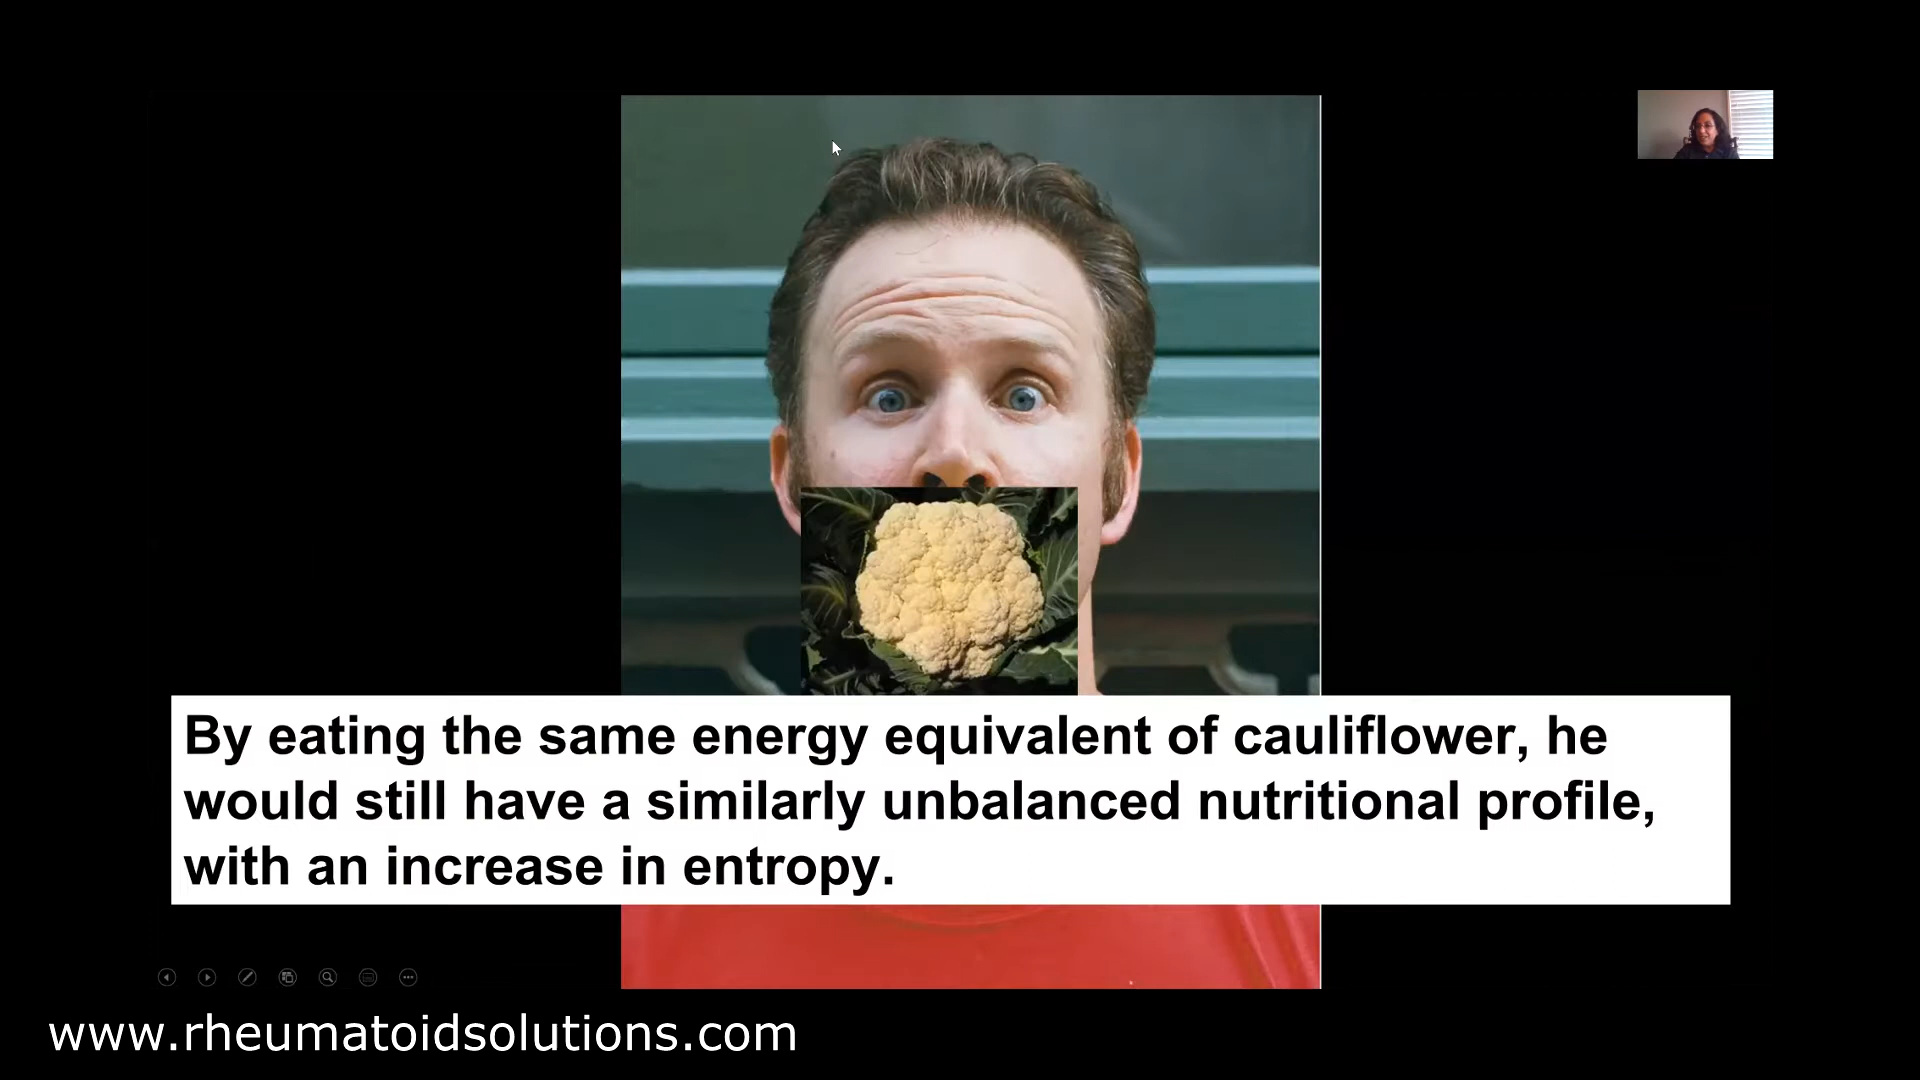 By eating the same energy equivalent of cauliflower, he
would still have a similarly unbalanced nutritional profile,
with an increase in entropy.
www.rheumatoidsolutions.com